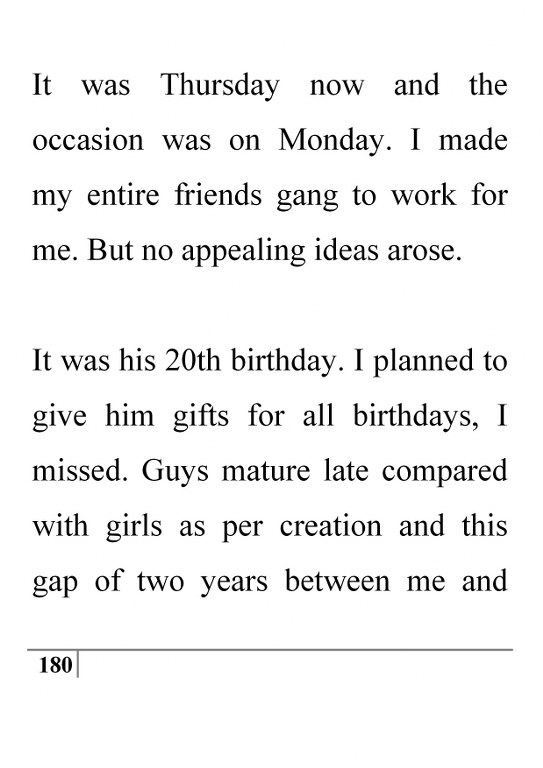 It was Thursday now and the
occasion was on Monday. I made
my entire friends gang to work for
me. But no appealing ideas arose.
It was his 20th birthday. I planned to
give him gifts for all birthdays, I
missed. Guys mature late compared
with girls as per creation and this
gap of two years between me and
180